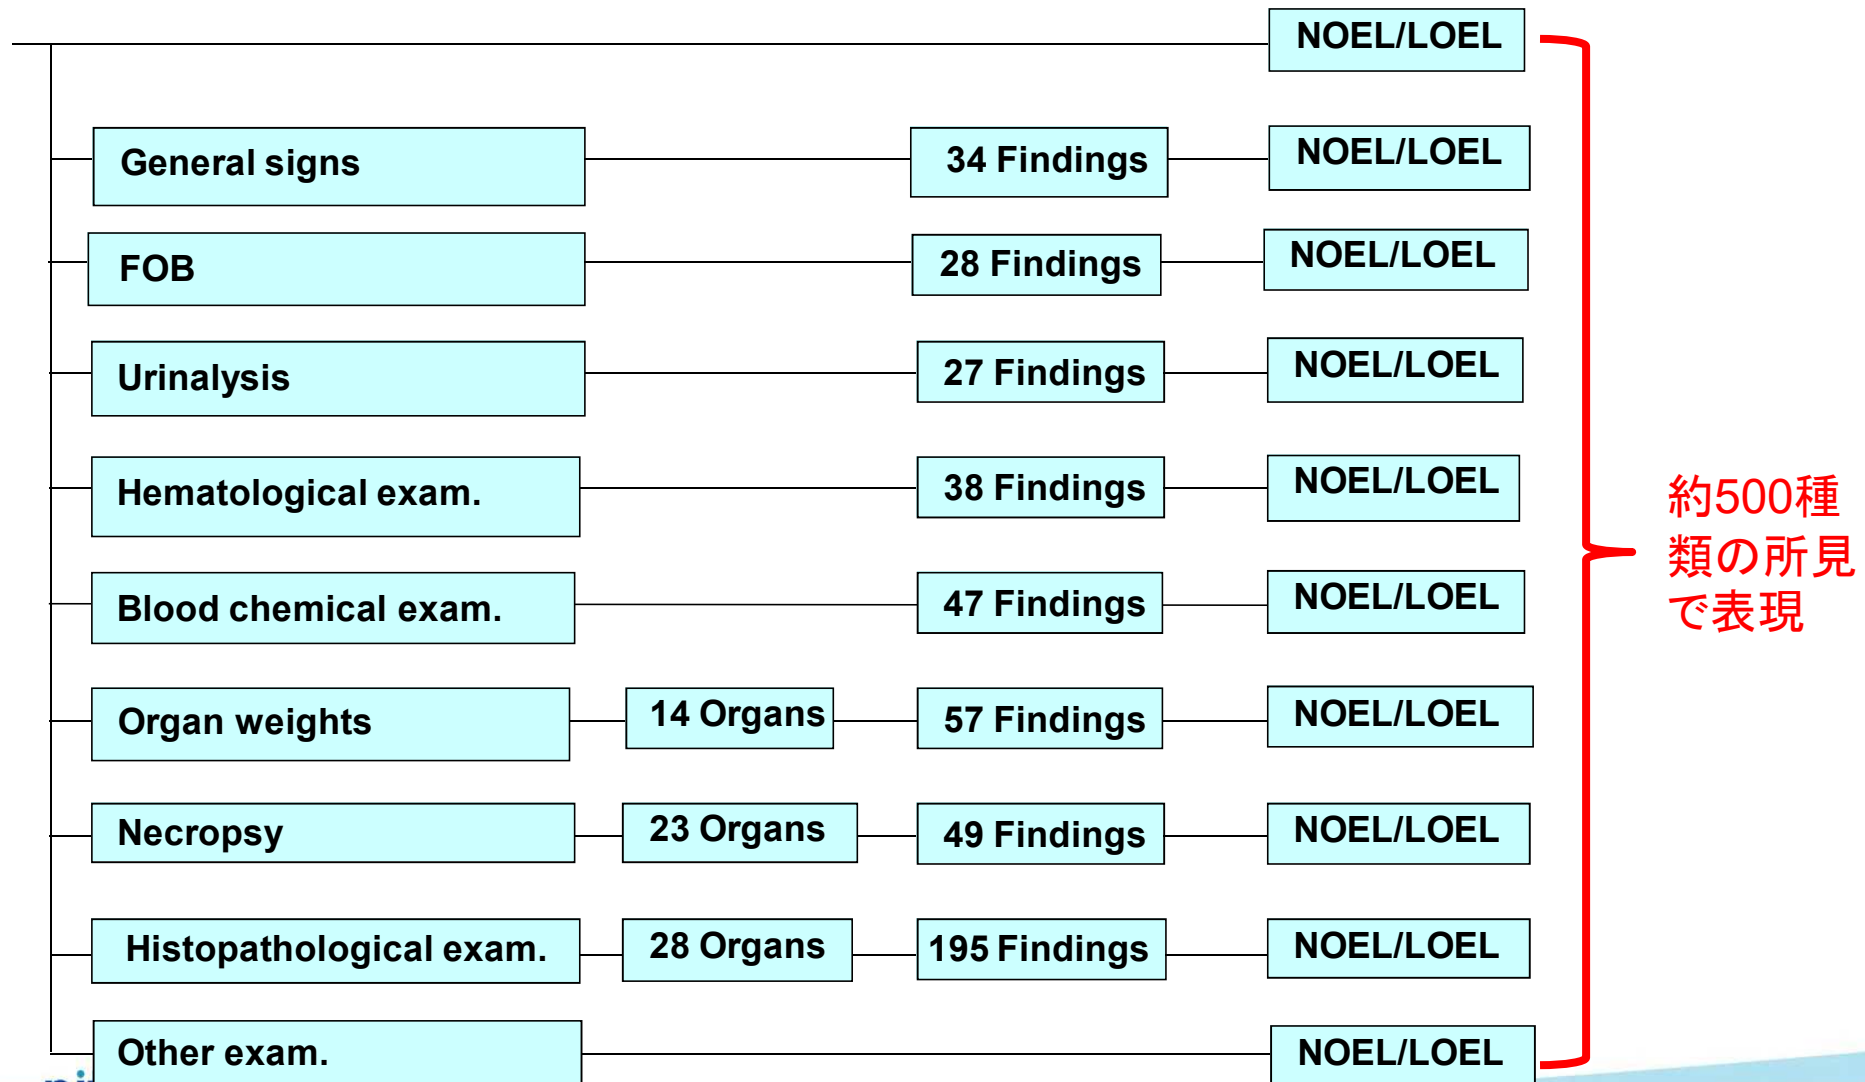 NOEL/LOEL
General signs 34 Findings NOEL/LOEL
FOB 28 Findings NOEL/LOEL
Urinalysis 27 Findings NOEL/LOEL
Hematological exam. 38 Findings NOEL/LOEL
Blood chemical exam. 47 Findings NOEL/LOEL
Organ weights 14 Organs 57 Findings NOEL/LOEL
Necropsy 23 Organs 49 Findings NOEL/LOEL
Histopathological exam. 28 Organs 195 Findings NOEL/LOEL
Other exam. NOEL/LOEL
約500種
類の所見
で表現